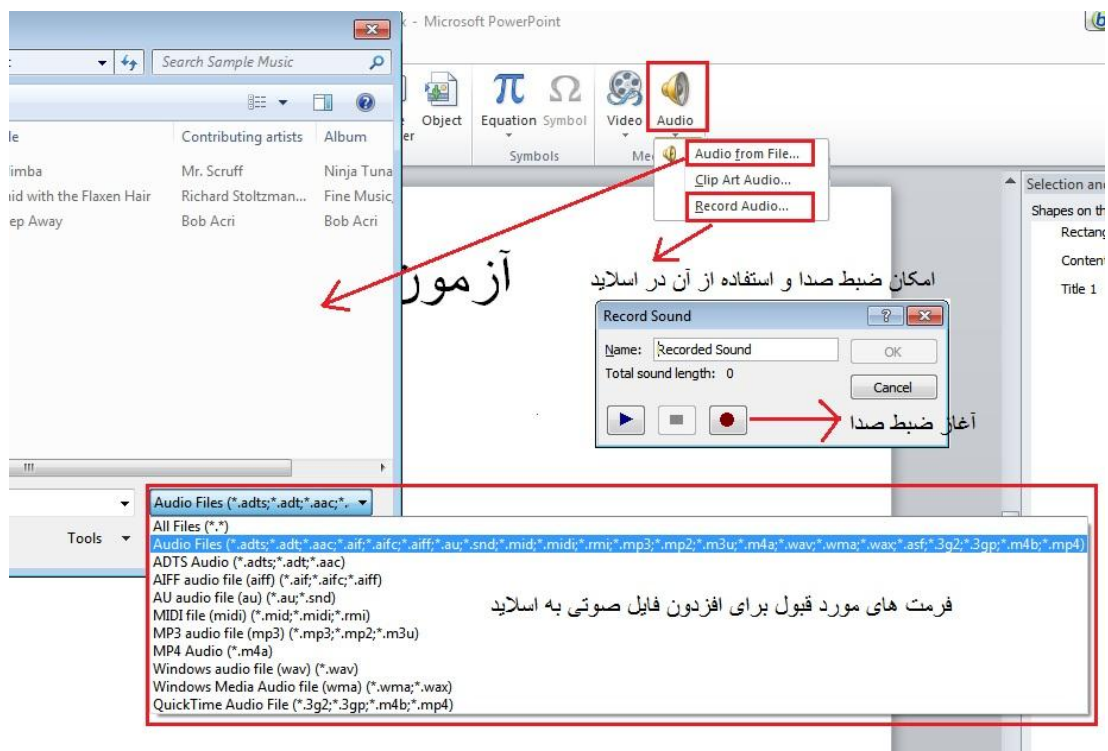 - Microsoft PowerPoint
Search Sample Music
Object
Equation
Symbol
Video
Audio
Symbols
Audio from File...
Clip Art Audio...
Record Audio...
Contributing artists
Album
Mr. Scruff
Ninja Tuna
aid with the Flaxen Hair
Richard Stoltzman...
Fine Music,
ep Away
Bob Acri
Bob Acri
Selection and
Shapes on th
Rectang
Content
Title 1
آزمون
امکان ضبط صدا و استفاده از آن در اسلاید
Record Sound
Name: Recorded Sound
OK
Total sound length: 0
Cancel
آغاز ضبط صدا
Audio Files (*.adts;*.adt;*.aac;*.
Tools
All Files (*.*)
Audio Files (*.adts;*.adt;*.aac;*.aif;*.aifc;*.aiff;*.au;*.snd;*.mid;*.midi;*.rmi;*.mp3;*.mp2;*.m3u;*.m4a;*.wav;*.wma;*.wax;*.asf;*.3g2;*.3gp;*.m4b;*.mp4)
ADTS Audio (*.adts;*.adt;*.aac)
AIFF audio file (aiff) (*.aif;*.aifc;*.aiff)
AU audio file (au) (*.au;*.snd)
MIDI file (midi) (*.mid;*.midi;*.rmi)
MP3 audio file (mp3) (*.mp3;*.mp2;*.m3u)
MP4 Audio (*.m4a)
Windows audio file (wav) (*.wav)
Windows Media Audio file (wma) (*.wma;*.wax)
QuickTime Audio File (*.3g2;*.3gp;*.m4b;*.mp4)
فرمت های مورد قبول برای افزدون فایل صوتی به اسلاید